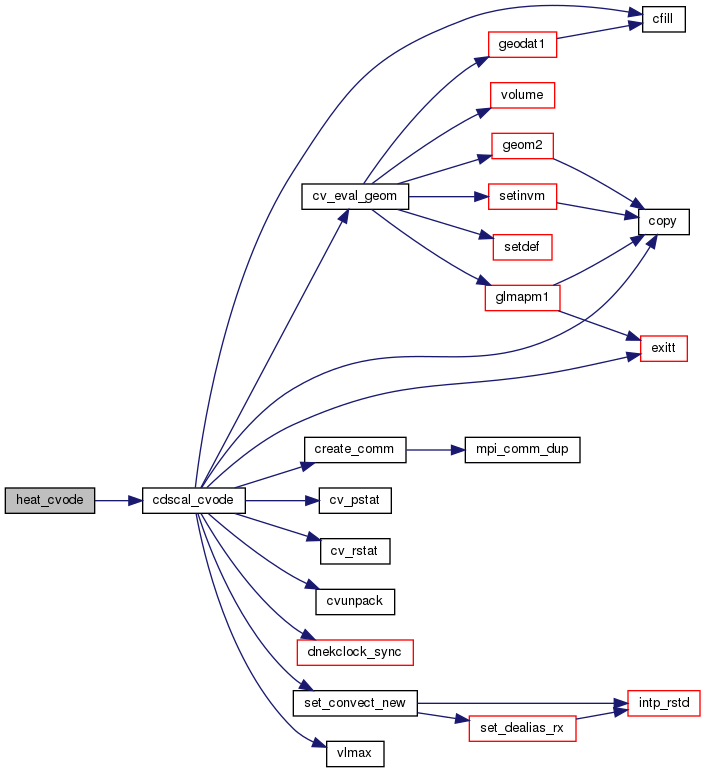 cfill
geodat1
volume
geom2
cv_eval_geom
setinvm
copy
setdef
glmapm1
exitt
create_comm
mpi_comm_dup
heat_cvode
cdscal_cvode
cv_pstat
cv_rstat
cvunpack
dnekclock_sync
set_convect_new
intp_rstd
set_dealias_rx
vlmax